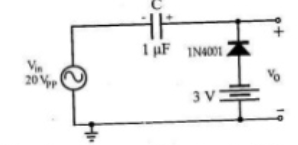 C
- +
1 μF
1N4001
+
Vin
20 Vpp
3 V
Vo
-